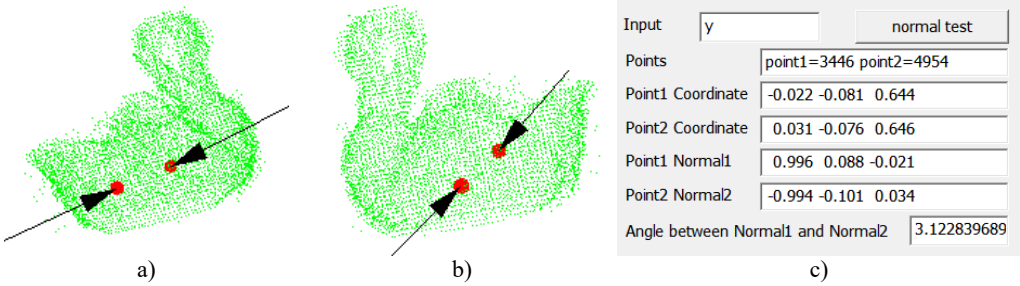 Input y normal test
Points point1=3446 point2=4954
Point1 Coordinate -0.022 -0.081 0.644
Point2 Coordinate 0.031 -0.076 0.646
Point1 Normal1 0.996 0.088 -0.021
Point2 Normal2 -0.994 -0.101 0.034
Angle between Normal1 and Normal2 3.122839689
a) b) c)